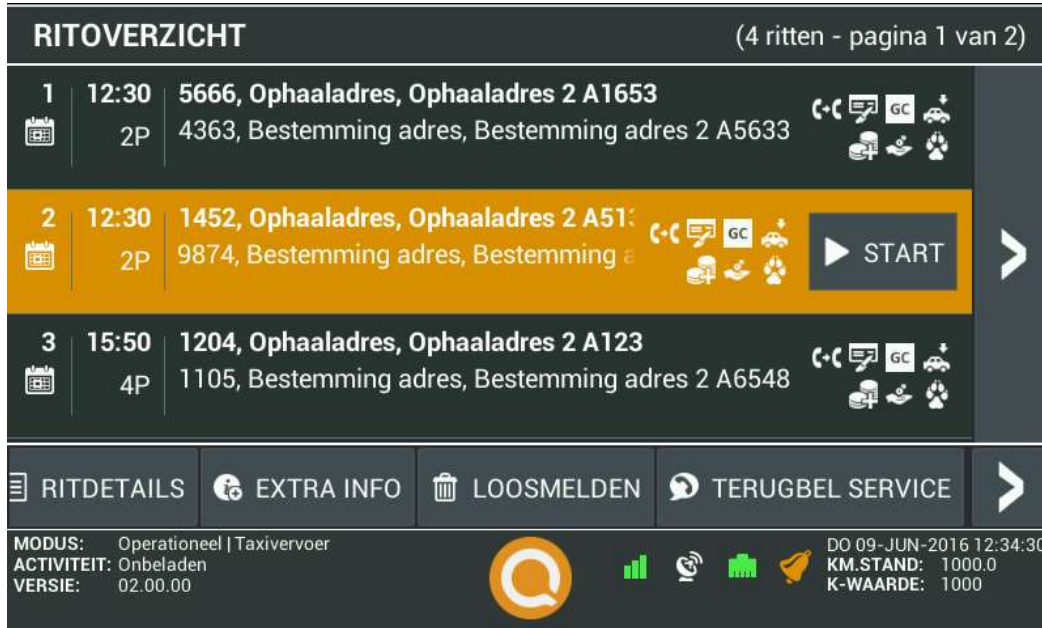 RITOVERZICHT (4 ritten - pagina 1 van 2)
1 12:30 5666, Ophaaladres, Ophaaladres 2 A1653
2P 4363, Bestemming adres, Bestemming adres 2 A5633
GC
2 12:30 1452, Ophaaladres, Ophaaladres 2 A513
2P 9874, Bestemming adres, Bestemming a
GC
START
3 15:50 1204, Ophaaladres, Ophaaladres 2 A123
4P 1105, Bestemming adres, Bestemming adres 2 A6548
GC
RITDETAILS EXTRA INFO LOOSMELDEN TERUGBEL SERVICE
MODUS: Operationeel | Taxivervoer
ACTIVITEIT: Onbeladen
VERSIE: 02.00.00
DO 09-JUN-2016 12:34:30
KM.STAND: 1000.0
K-WAARDE: 1000